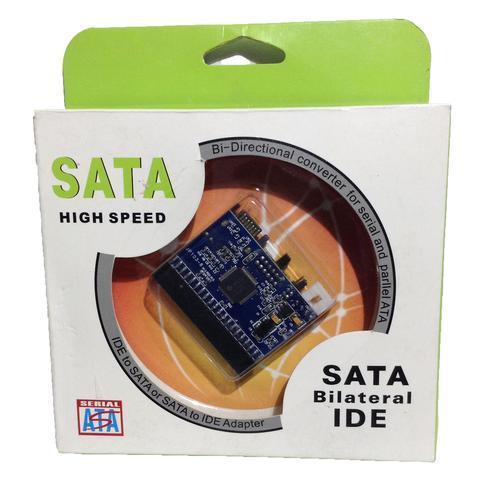 SATA
HIGH SPEED
Bi-Directional converter for serial and parllel ATA
IDE to SATA or SATA to IDE Adapter
SATA
Bilateral
IDE
SERIAL
ATA